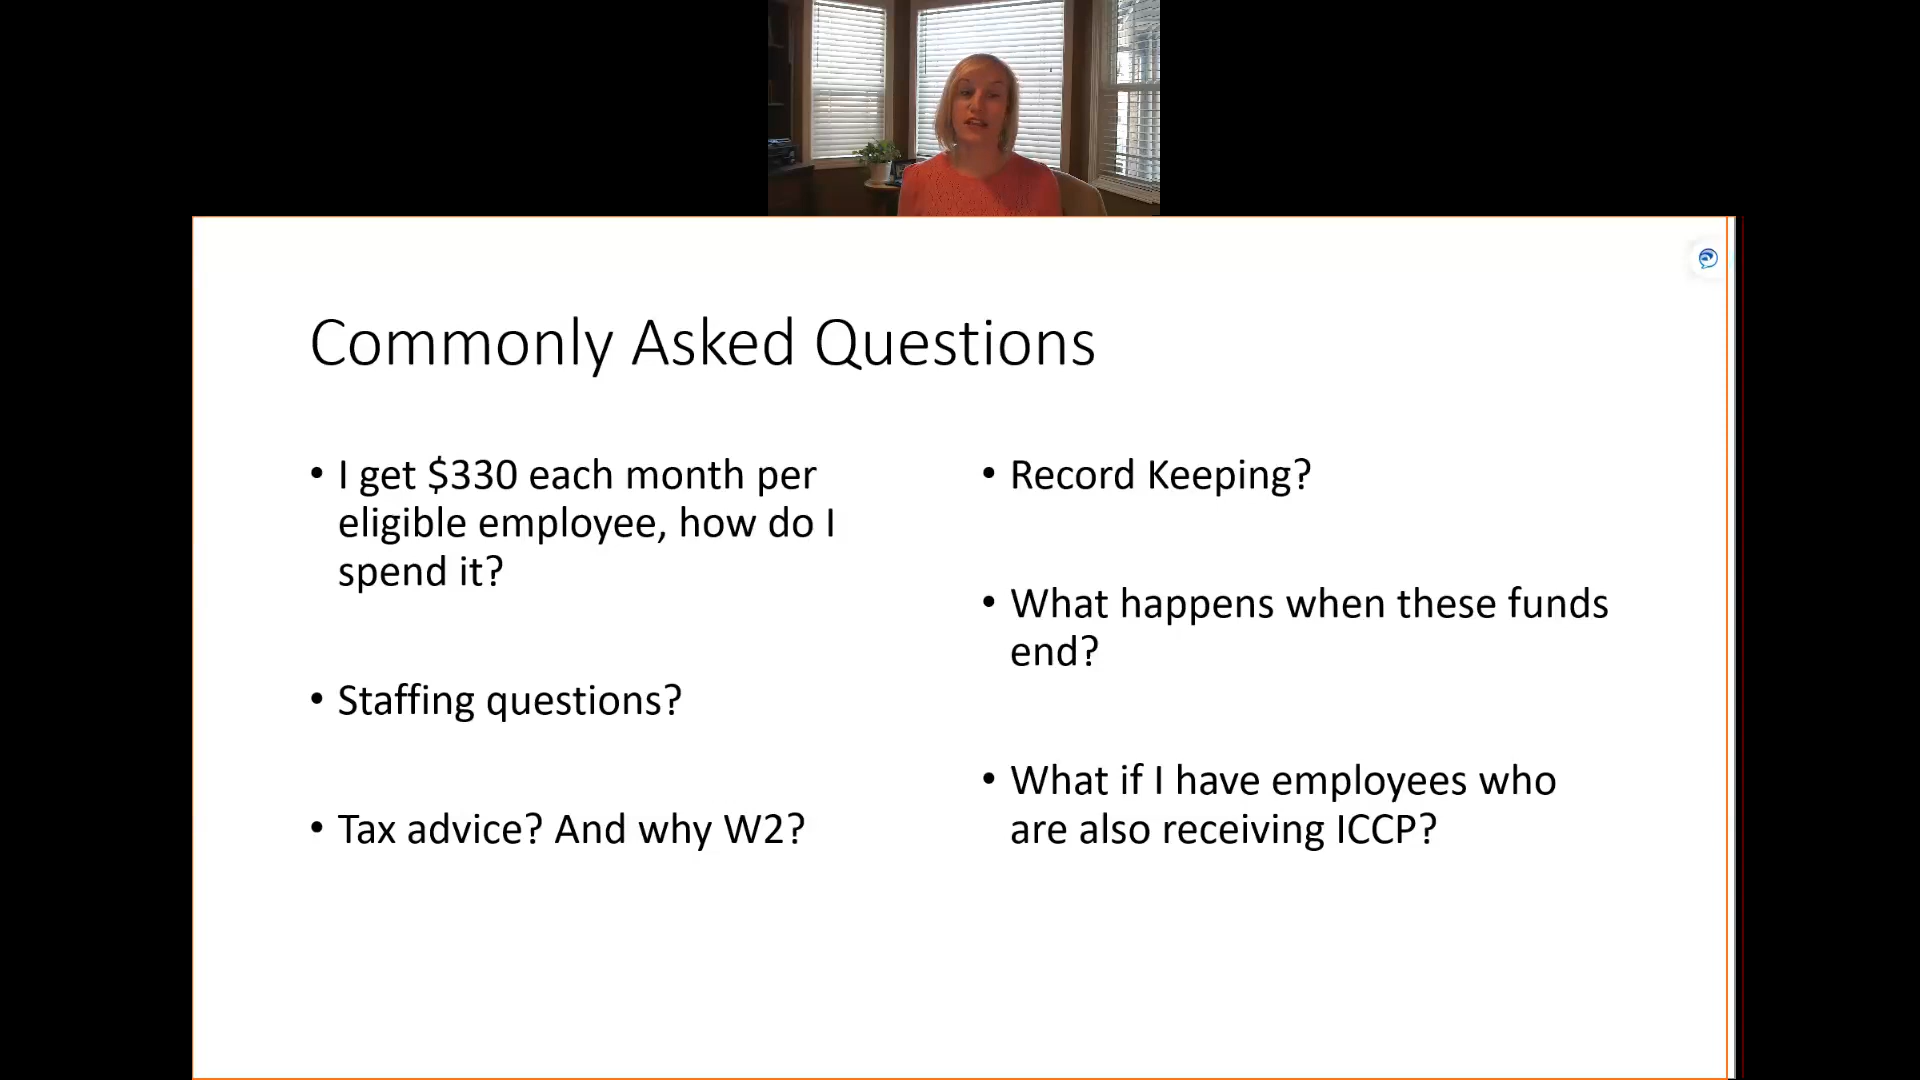 Commonly Asked Questions
• I get $330 each month per
eligible employee, how do I
spend it?
• Staffing questions?
• Tax advice? And why W2?
• Record Keeping?
• What happens when these funds
end?
• What if I have employees who
are also receiving ICCP?